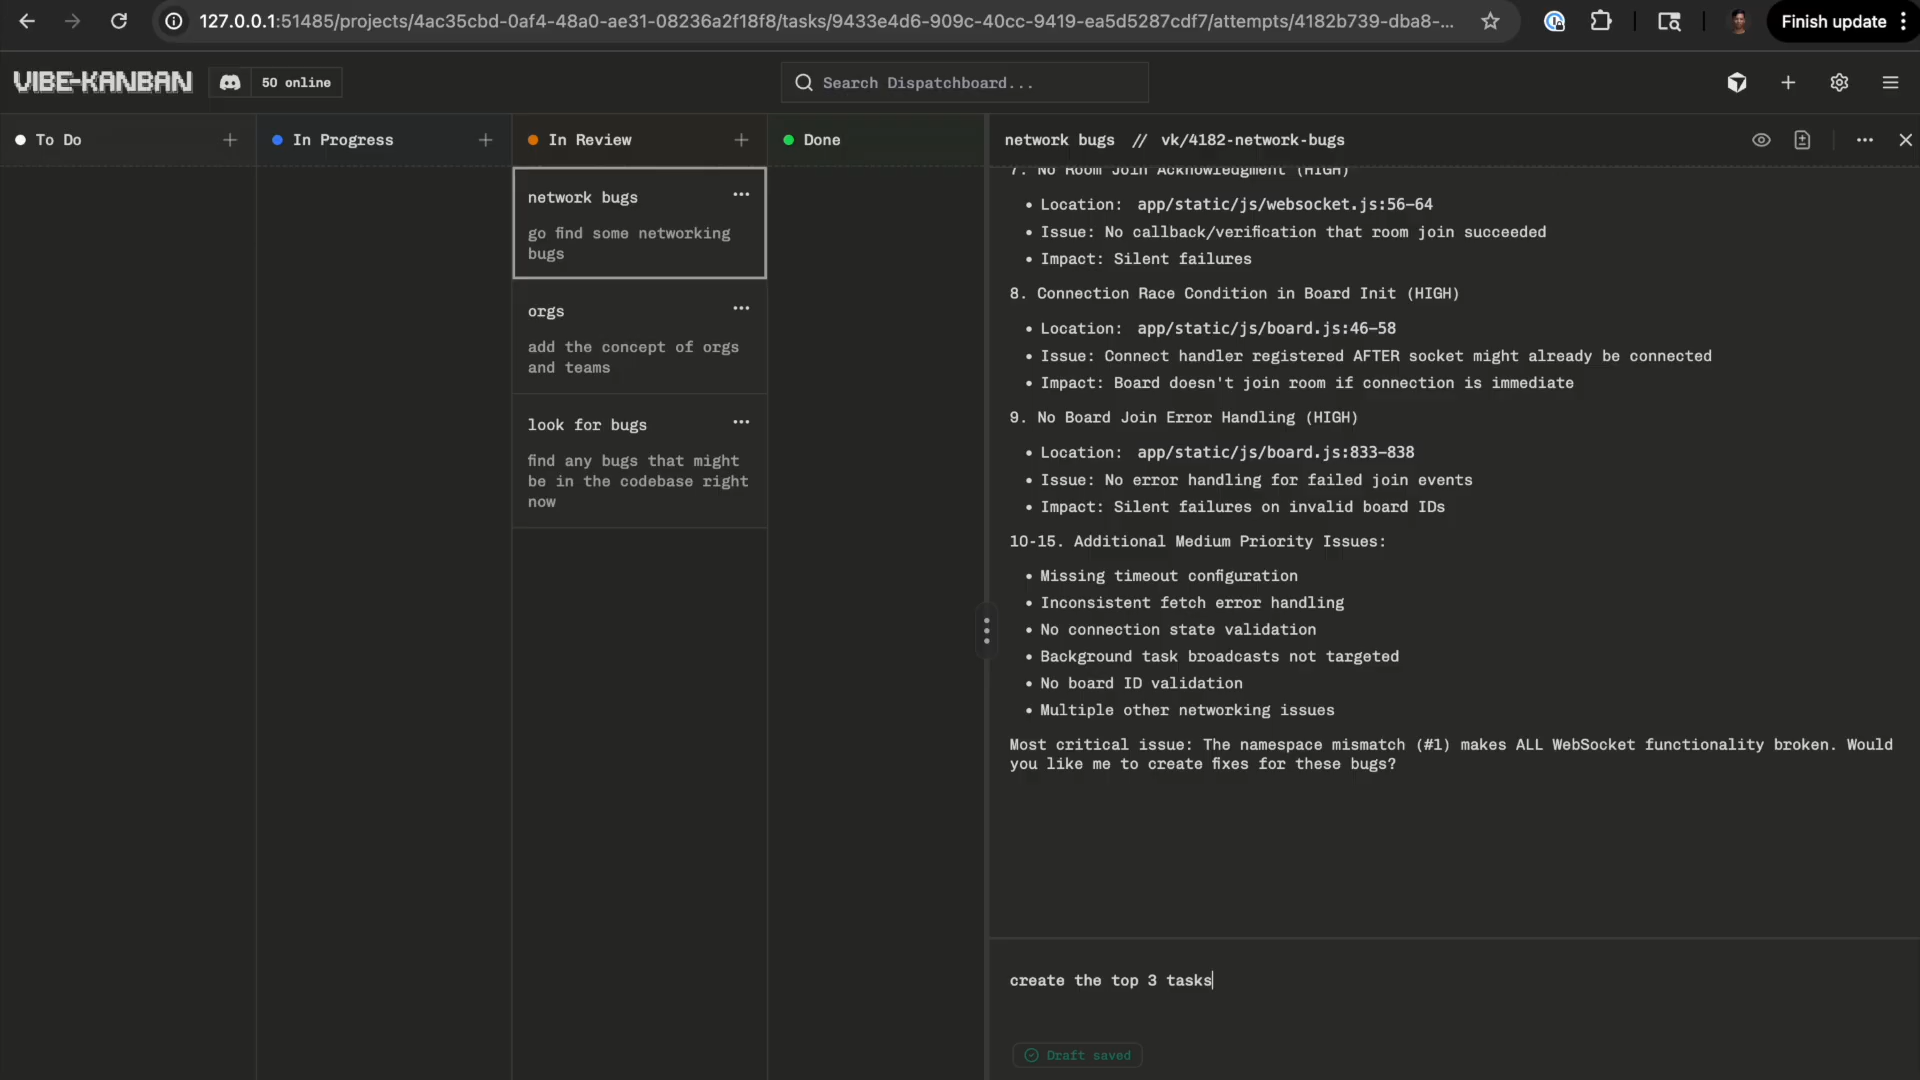 127.0.0.1:51485/projects/4ac35cbd-0af4-48a0-ae31-08236a2f18f8/tasks/9433e4d6-909c-40cc-9419-ea5d5287cdf7/attempts/4182b739-dba8-...
Finish update
VIBE-KANBAN
50 online
Search Dispatchboard...
To Do
In Progress
In Review
Done
network bugs // vk/4182-network-bugs
network bugs
go find some networking
bugs
orgs
add the concept of orgs
and teams
look for bugs
find any bugs that might
be in the codebase right
now
7. No Room Join Acknowledgment (HIGH)
• Location: app/static/js/websocket.js:56–64
• Issue: No callback/verification that room join succeeded
• Impact: Silent failures
8. Connection Race Condition in Board Init (HIGH)
• Location: app/static/js/board.js:46–58
• Issue: Connect handler registered AFTER socket might already be connected
• Impact: Board doesn't join room if connection is immediate
9. No Board Join Error Handling (HIGH)
• Location: app/static/js/board.js:833–838
• Issue: No error handling for failed join events
• Impact: Silent failures on invalid board IDs
10-15. Additional Medium Priority Issues:
• Missing timeout configuration
• Inconsistent fetch error handling
• No connection state validation
• Background task broadcasts not targeted
• No board ID validation
• Multiple other networking issues
Most critical issue: The namespace mismatch (#1) makes ALL WebSocket functionality broken. Would
you like me to create fixes for these bugs?
create the top 3 tasks
Draft saved